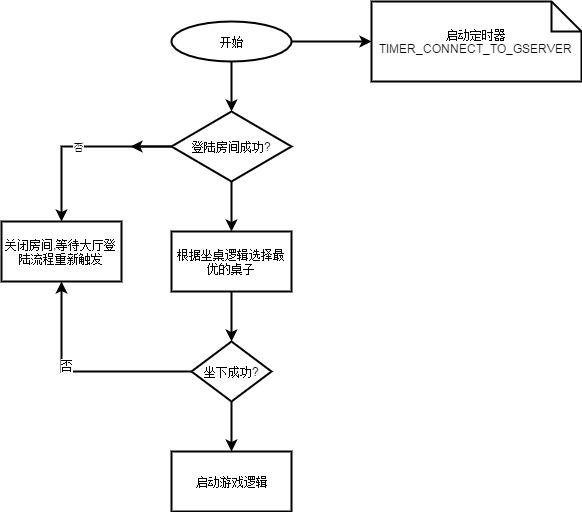 开始
启动定时器
TIMER_CONNECT_TO_GSERVER
登陆房间成功?
否
关闭房间,等待大厅登
陆流程重新触发
根据坐桌逻辑选择最
优的桌子
否
坐下成功?
启动游戏逻辑